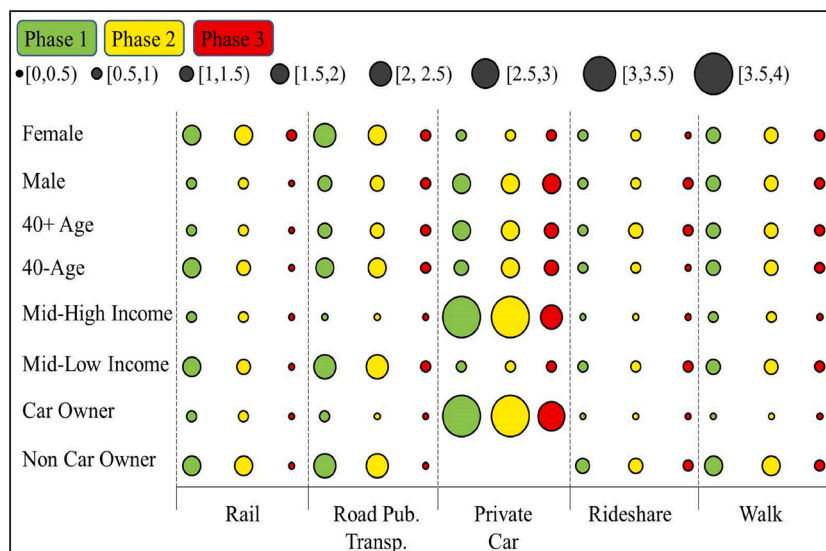 Phase 1 Phase 2 Phase 3
[0,0.5) [0.5,1) [1,1.5) [1.5,2) [2, 2.5) [2.5,3) [3,3.5) [3.5,4)
Female
Male
40+ Age
40-Age
Mid-High Income
Mid-Low Income
Car Owner
Non Car Owner
Rail Road Pub. Private Rideshare Walk
Transp. Car